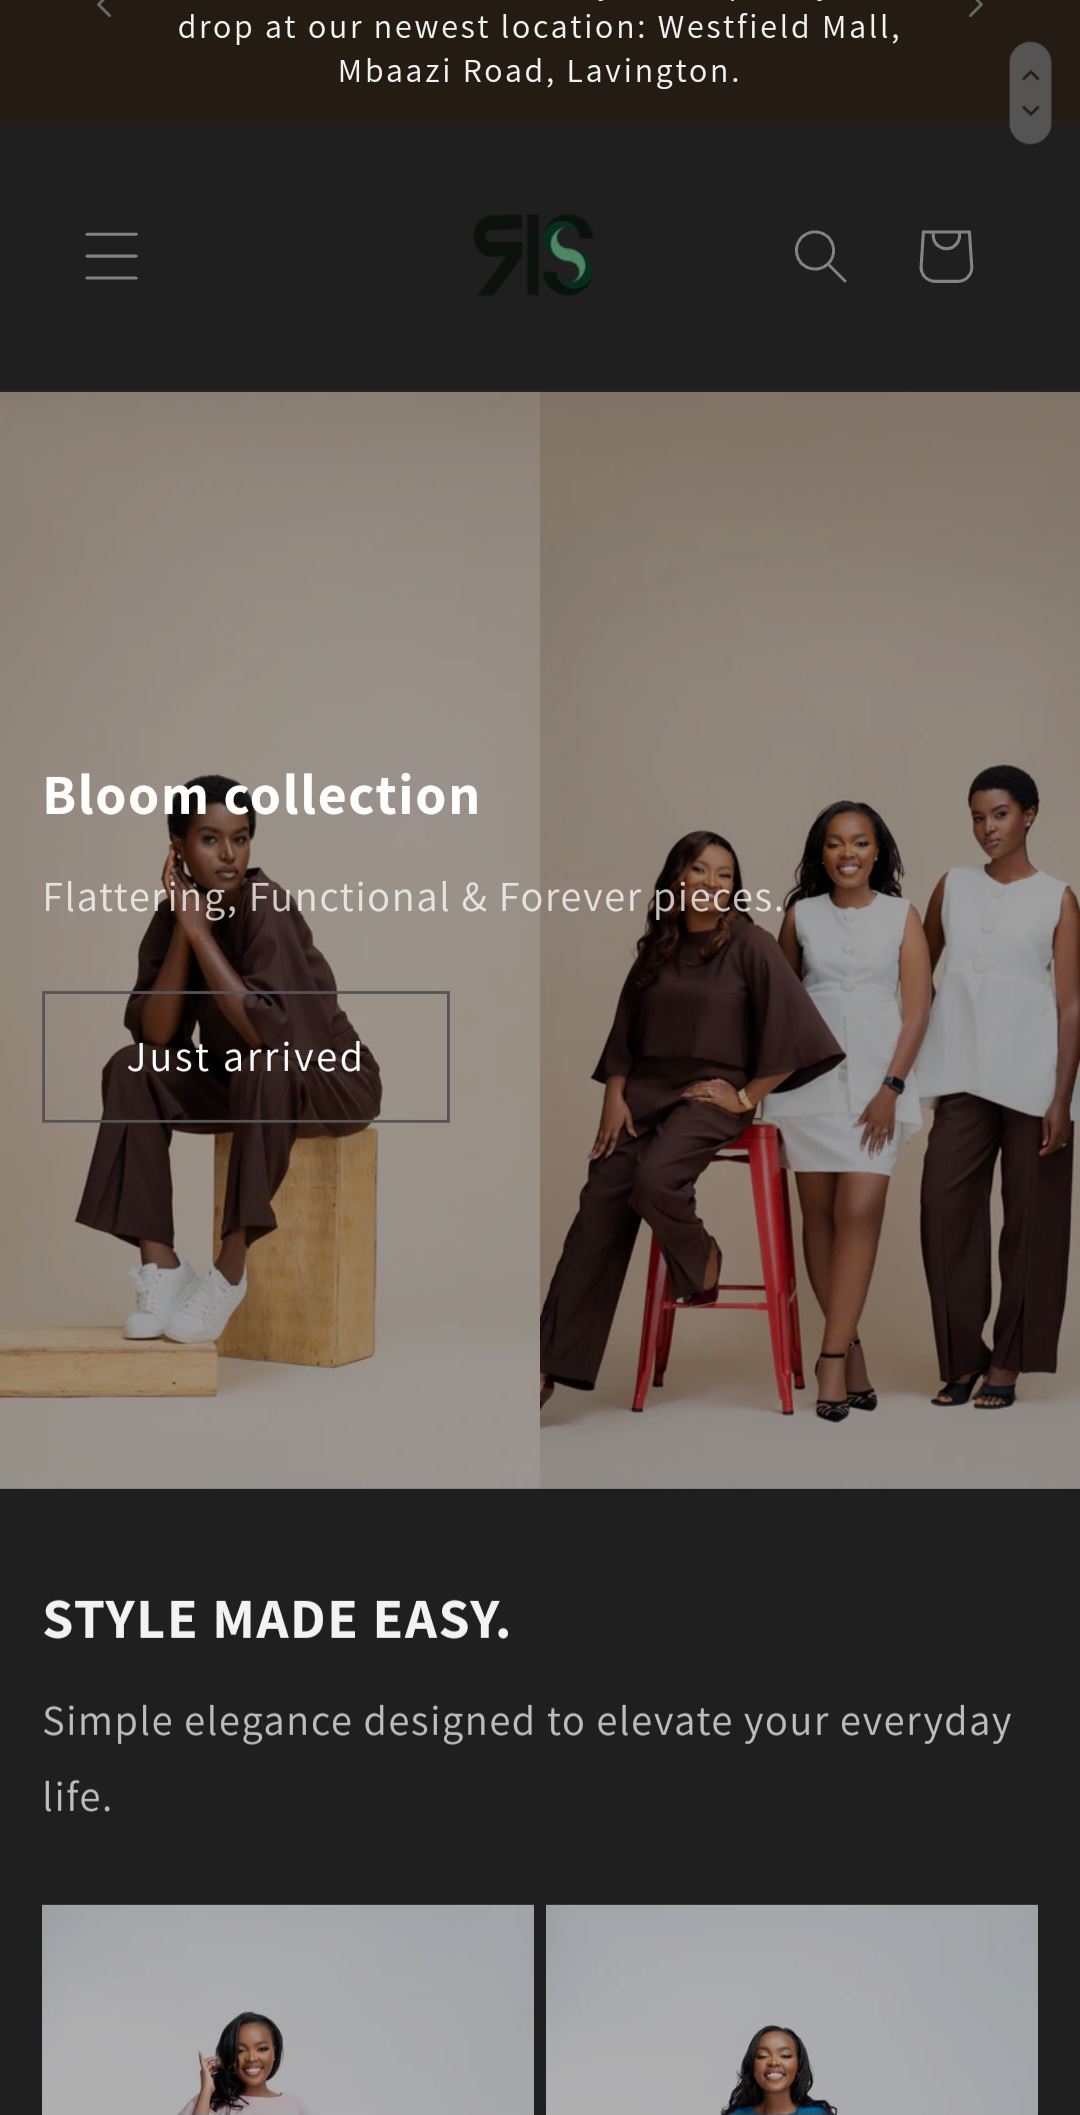 drop at our newest location: Westfield Mall,
Mbaazi Road, Lavington.
RIS
Bloom collection
Flattering, Functional & Forever pieces.
Just arrived
STYLE MADE EASY.
Simple elegance designed to elevate your everyday
life.